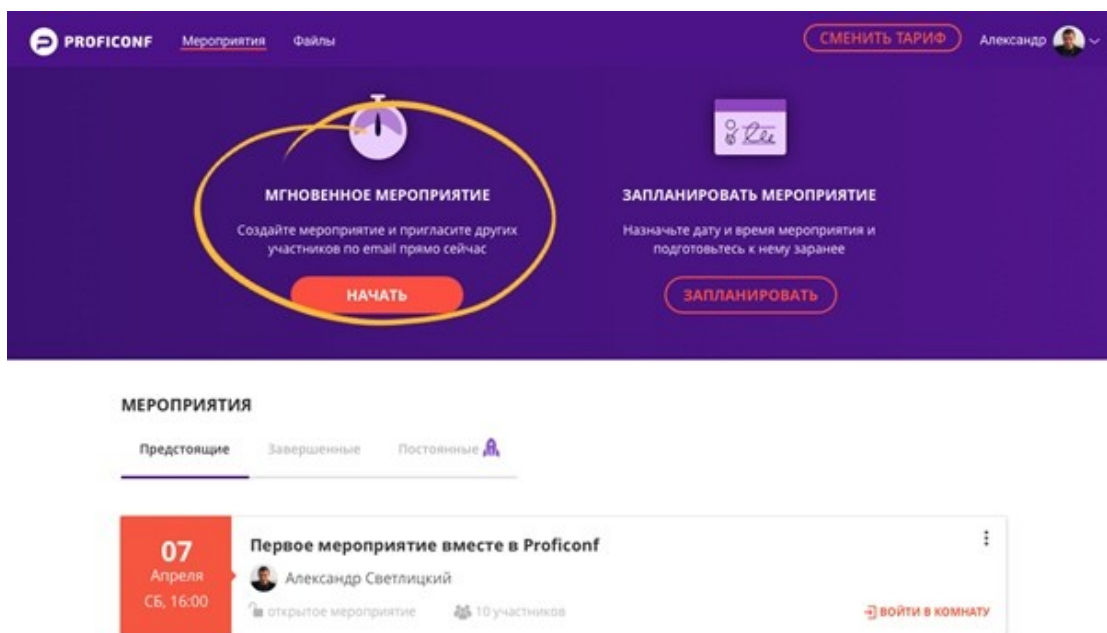 PROFICONF Мероприятия Файлы СМЕНИТЬ ТАРИФ Александр
МГНОВЕННОЕ МЕРОПРИЯТИЕ
Создайте мероприятие и пригласите других
участников по email прямо сейчас
НАЧАТЬ
ЗАПЛАНИРОВАТЬ МЕРОПРИЯТИЕ
Назначьте дату и время мероприятия и
подготовьтесь к нему заранее
ЗАПЛАНИРОВАТЬ
МЕРОПРИЯТИЯ
Предстоящие Завершенные Постоянные
07
Апреля
СБ, 16:00
Первое мероприятие вместе в Proficonf
Александр Светлицкий
открытое мероприятие 10 участников
ВОЙТИ В КОМНАТУ